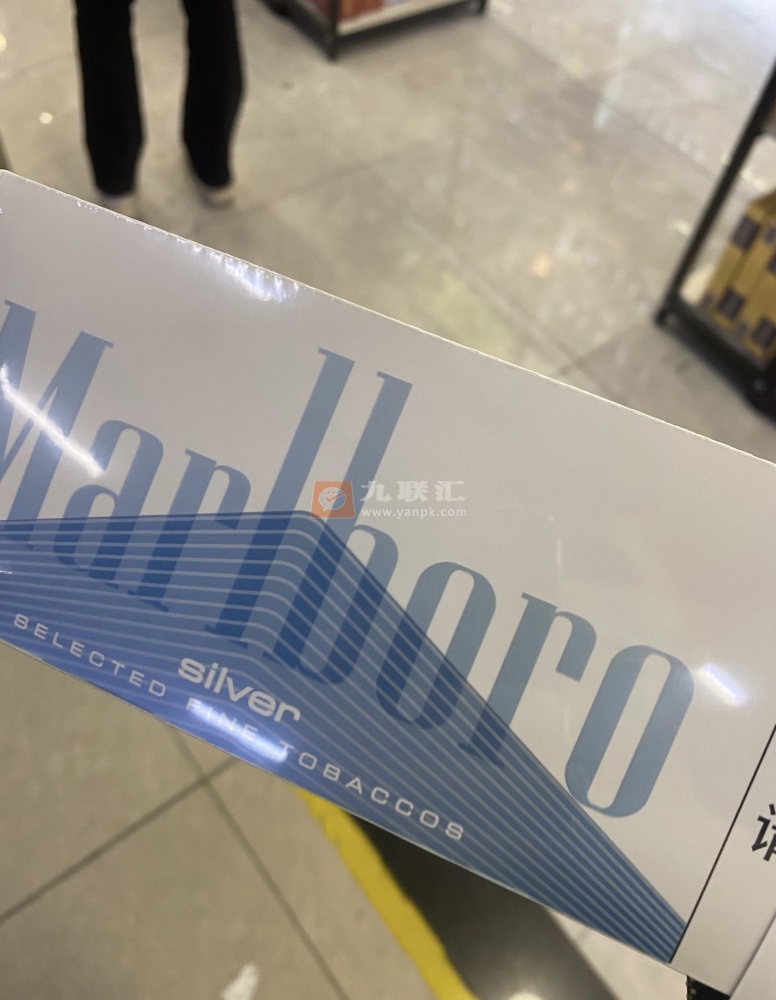 Marlboro
九联汇
www.yanpk.com
silver
SELECTED FINE TOBACCOS